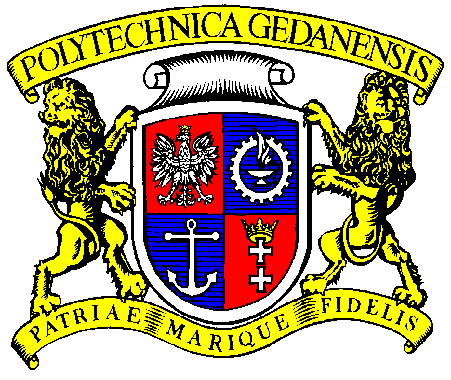 POLYTECHNICA GEDANENSIS
PATRIAE MARIQUE FIDELIS